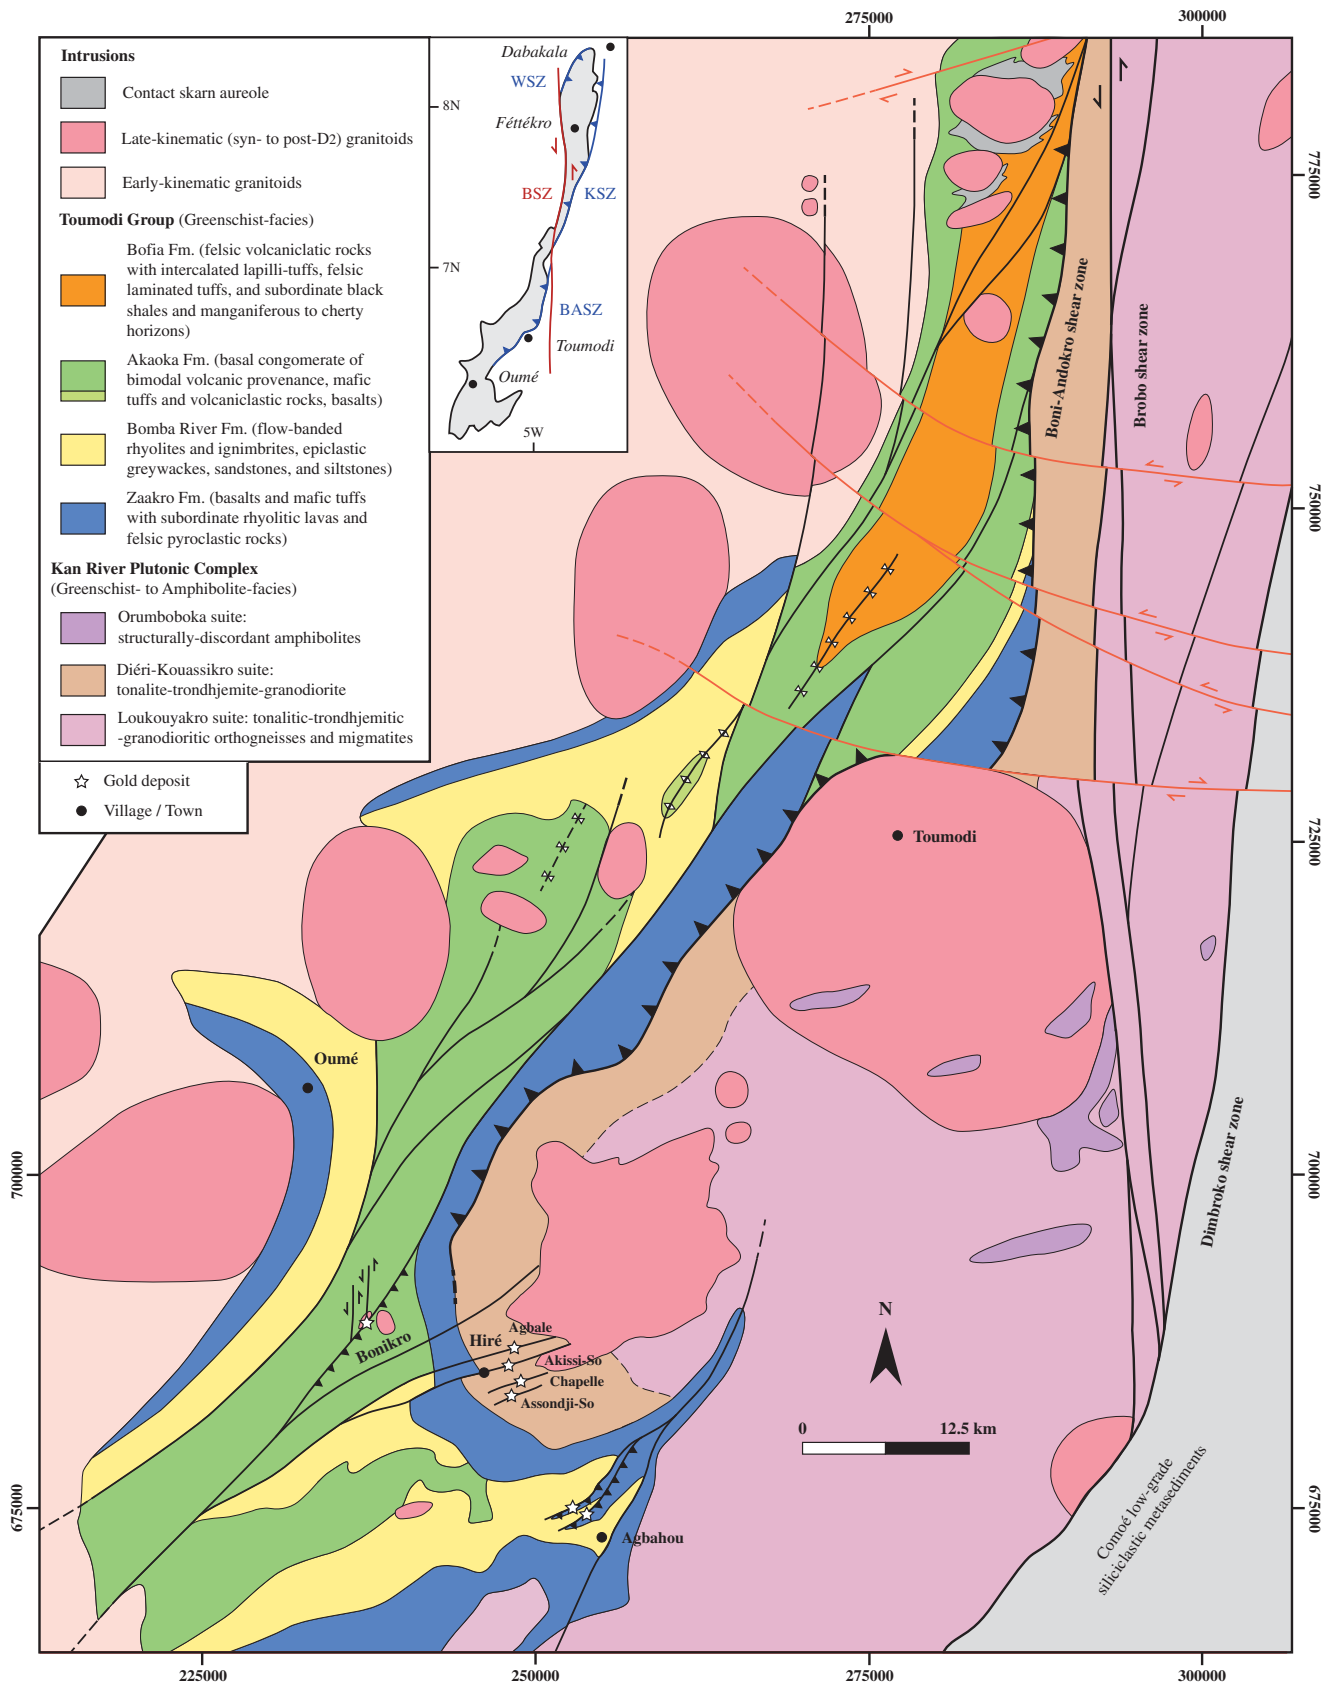 275000
300000
Intrusions
Contact skarn aureole
Late-kinematic (syn- to post-D2) granitoids
Early-kinematic granitoids
Toumodi Group (Greenschist-facies)
Bofia Fm. (felsic volcaniclatic rocks
with intercalated lapilli-tuffs, felsic
laminated tuffs, and subordinate black
shales and manganiferous to cherty
horizons)
Akaoka Fm. (basal congomerate of
bimodal volcanic provenance, mafic
tuffs and volcaniclastic rocks, basalts)
Bomba River Fm. (flow-banded
rhyolites and ignimbrites, epiclastic
greywackes, sandstones, and siltstones)
Zaakro Fm. (basalts and mafic tuffs
with subordinate rhyolitic lavas and
felsic pyroclastic rocks)
Kan River Plutonic Complex
(Greenschist- to Amphibolite-facies)
Orumboboka suite:
structurally-discordant amphibolites
Diéri-Kouassikro suite:
tonalite-trondhjemite-granodiorite
Loukouyakro suite: tonalitic-trondhjemitic
-granodioritic orthogneisses and migmatites
Gold deposit
Village / Town
Dabakala
WSZ
8N
Féttékro
BSZ
KSZ
7N
BASZ
Toumodi
Oumé
5W
775000
Boni-Andokro shear zone
Brobo shear zone
750000
725000
Toumodi
Oumé
700000
700000
Dimbroko shear zone
Bonikro
Hiré
Agbale
Akissi-So
Chapelle
Assondji-So
N
0
12.5 km
Comoé low-grade
siliciclastic metasediments
675000
675000
Agbahou
225000
250000
275000
300000